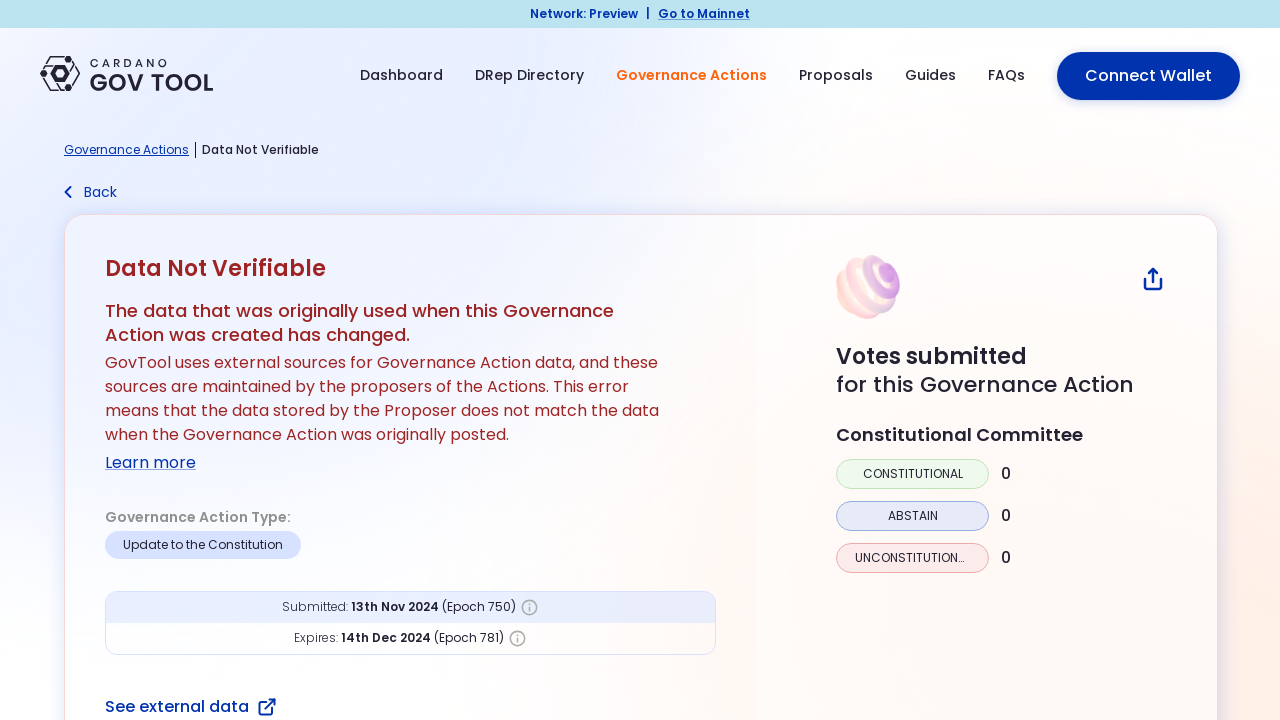 Network: Preview | Go to Mainnet
CARDANO
GOV TOOL
Dashboard
DRep Directory
Governance Actions
Proposals
Guides
FAQs
Connect Wallet
Governance Actions | Data Not Verifiable
Back
Data Not Verifiable
The data that was originally used when this Governance
Action was created has changed.
GovTool uses external sources for Governance Action data, and these
sources are maintained by the proposers of the Actions. This error
means that the data stored by the Proposer does not match the data
when the Governance Action was originally posted.
Learn more
Governance Action Type:
Update to the Constitution
Submitted: 13th Nov 2024 (Epoch 750)
Expires: 14th Dec 2024 (Epoch 781)
See external data
Votes submitted
for this Governance Action
Constitutional Committee
CONSTITUTIONAL 0
ABSTAIN 0
UNCONSTITUTION... 0